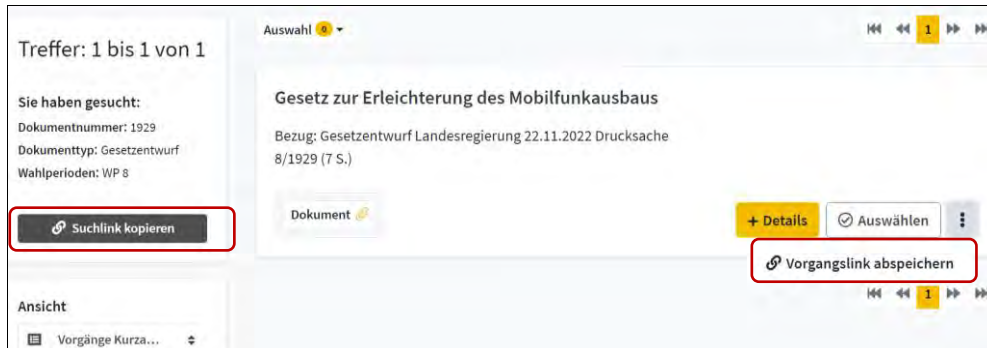 Treffer: 1 bis 1 von 1
Sie haben gesucht:
Dokumentnummer: 1929
Dokumenttyp: Gesetzentwurf
Wahlperioden: WP 8
Suchlink kopieren
Ansicht
Vorgänge Kurza...
Auswahl 0
1
Gesetz zur Erleichterung des Mobilfunkausbaus
Bezug: Gesetzentwurf Landesregierung 22.11.2022 Drucksache
8/1929 (7 S.)
Dokument
+ Details
Auswählen
Vorgangslink abspeichern
1